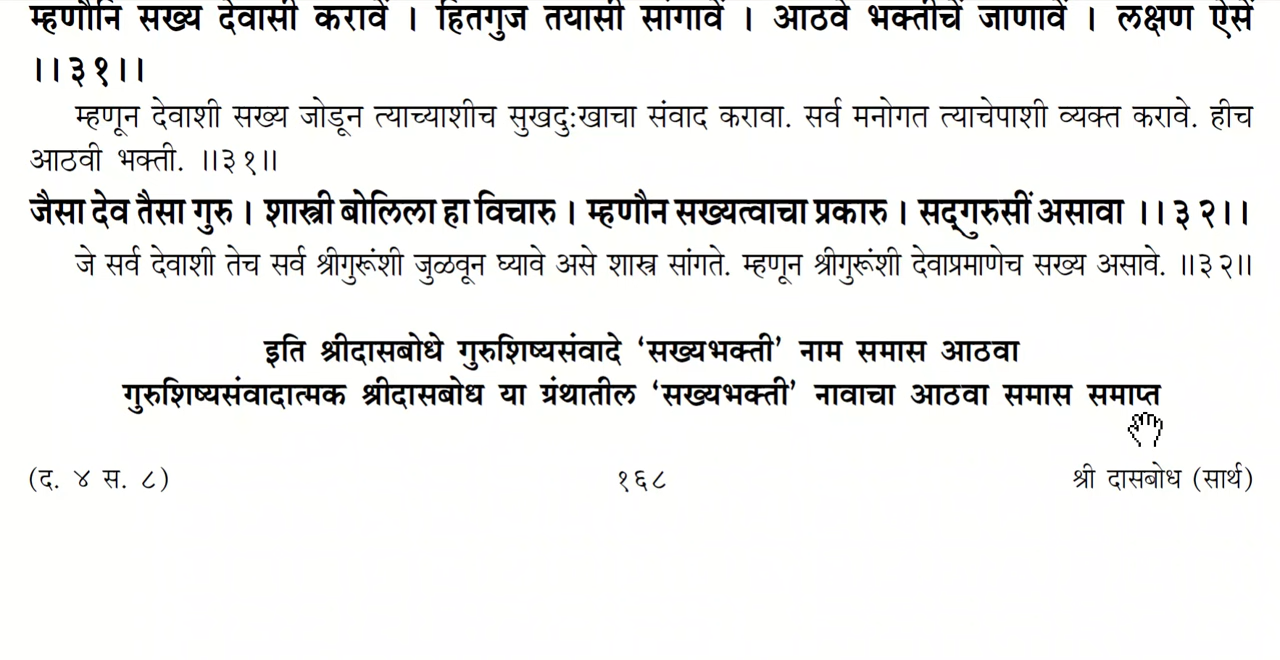 म्हणौनि सख्य देवासी करावें । हितगुज तयासी सांगावें । आठवे भक्तीचें जाणावें । लक्षण ऐसें
।।३१।।
म्हणून देवाशी सख्य जोडून त्याच्याशीच सुखदुःखाचा संवाद करावा. सर्व मनोगत त्याचेपाशी व्यक्त करावे. हीच
आठवी भक्ती. ।।३१।।
जैसा देव तैसा गुरु । शास्त्री बोलिला हा विचारु । म्हणौन सख्यत्वाचा प्रकारु । सद्‌गुरुसीं असावा ।।३२।।
जे सर्व देवाशी तेच सर्व श्रीगुरूंशी जुळवून घ्यावे असे शास्त्र सांगते. म्हणून श्रीगुरूंशी देवाप्रमाणेच सख्य असावे. ।।३२।।
इति श्रीदासबोधे गुरुशिष्यसंवादे ‘सख्यभक्ती’ नाम समास आठवा
गुरुशिष्यसंवादात्मक श्रीदासबोध या ग्रंथातील ‘सख्यभक्ती’ नावाचा आठवा समास समाप्त
(द. ४ स. ८) १६८ श्री दासबोध (सार्थ)